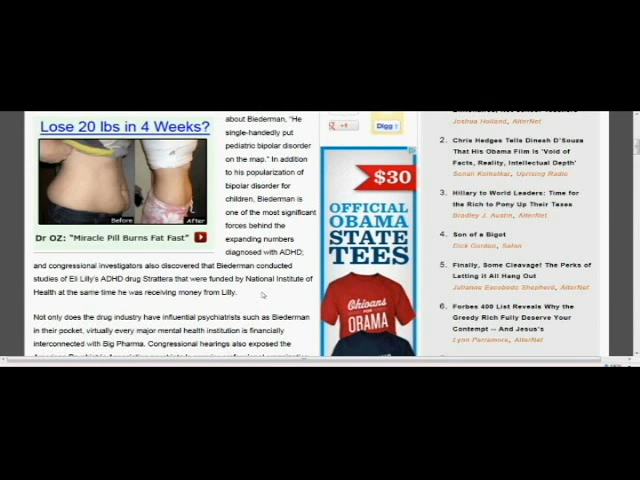 Lose 20 lbs in 4 Weeks?
Before
After
Dr OZ: "Miracle Pill Burns Fat Fast"
about Biederman, "He
single-handedly put
pediatric bipolar disorder
on the map." In addition
to his popularization of
bipolar disorder for
children, Biederman is
one of the most significant
forces behind the
expanding numbers
diagnosed with ADHD;
and congressional investigators also discovered that Biederman conducted
studies of Eli Lilly's ADHD drug Strattera that were funded by National Institute of
Health at the same time he was receiving money from Lilly.
Not only does the drug industry have influential psychiatrists such as Biederman
in their pocket, virtually every major mental health institution is financially
interconnected with Big Pharma. Congressional hearings also exposed the
+1
Digg
$30
OFFICIAL
OBAMA
STATE
TEES
Ohioans
FOR
OBAMA
Joshua Holland, AlterNet
2. Chris Hedges Tells Dinesh D'Souza
That His Obama Film Is 'Void of
Facts, Reality, Intellectual Depth'
Sonali Kolhatkar, Uprising Radio
3. Hillary to World Leaders: Time for
the Rich to Pony Up Their Taxes
Bradley J. Austin, AlterNet
4. Son of a Bigot
Dick Gordon, Salon
5. Finally, Some Cleavage! The Perks of
Letting it All Hang Out
Julianne Escobedo Shepherd, AlterNet
6. Forbes 400 List Reveals Why the
Greedy Rich Fully Deserve Your
Contempt -- And Jesus's
Lynn Parramore, AlterNet